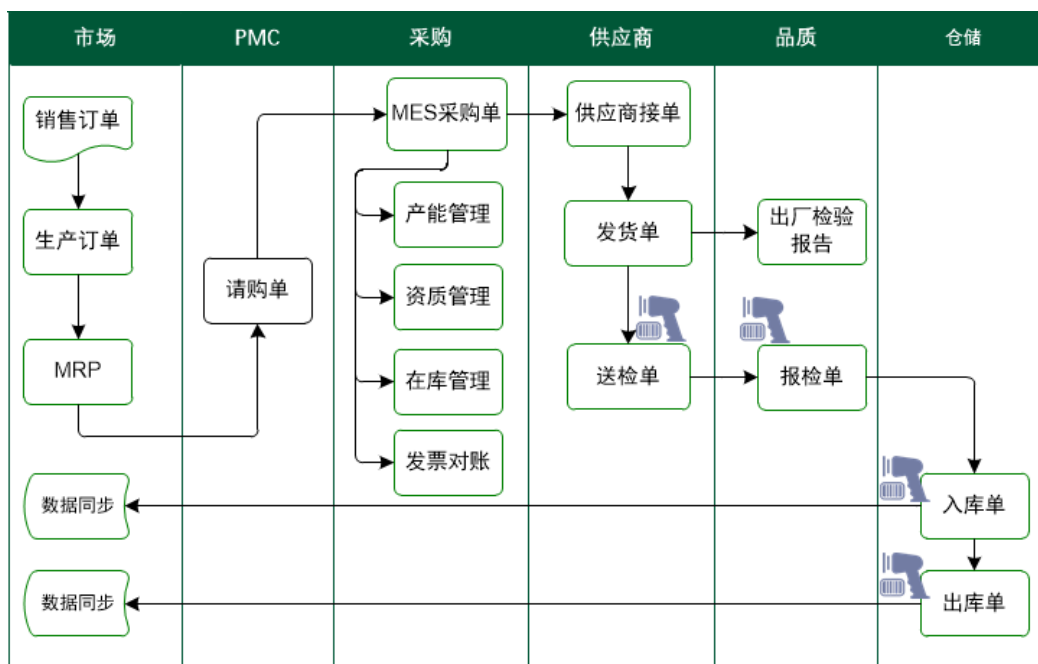 市场
PMC
采购
供应商
品质
仓储
销售订单
MES采购单
供应商接单
产能管理
生产订单
发货单
出厂检验
报告
请购单
资质管理
MRP
在库管理
送检单
报检单
发票对账
数据同步
入库单
数据同步
出库单